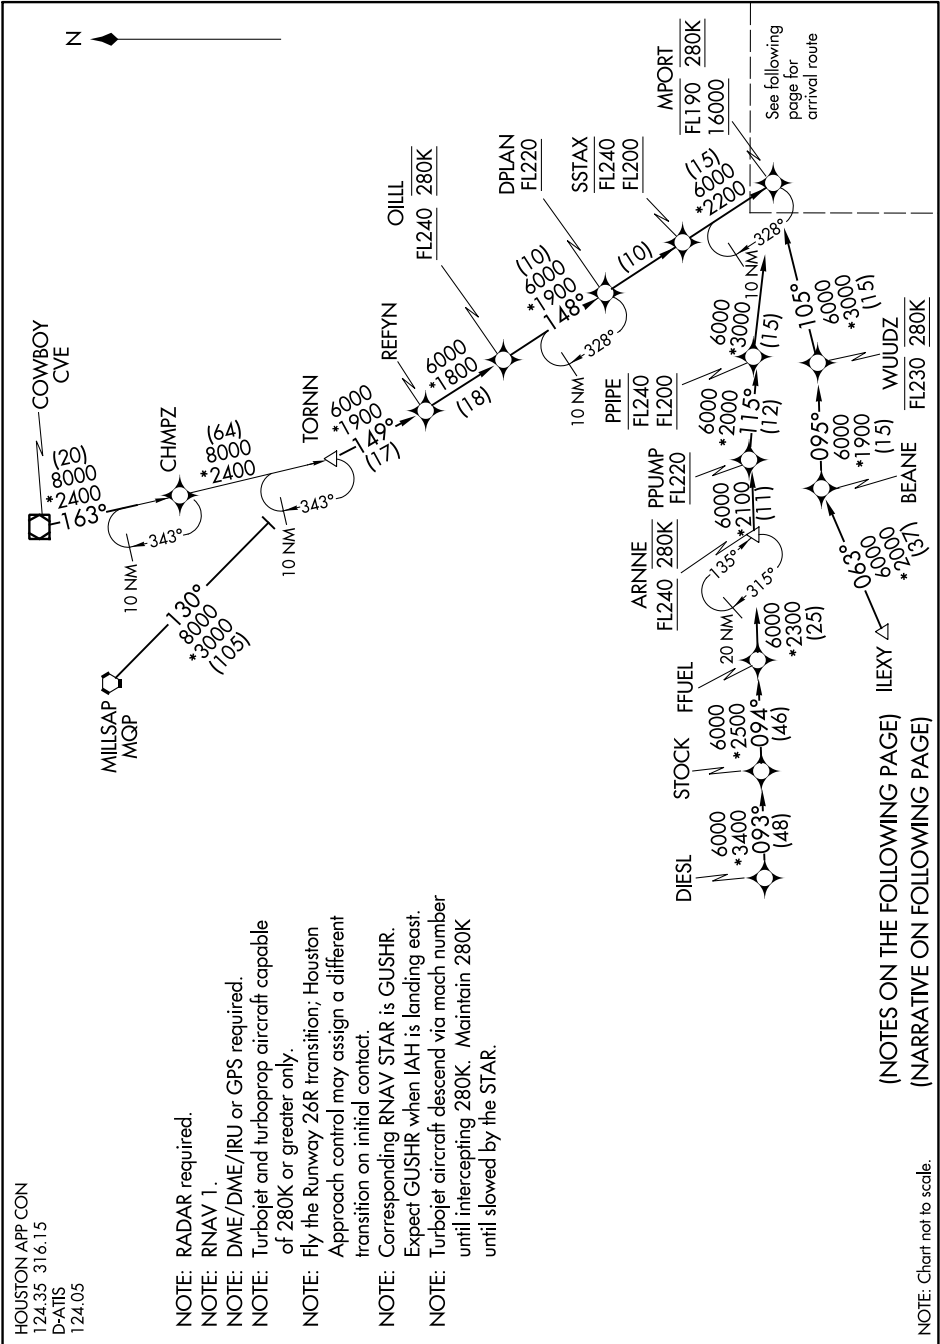 HOUSTON APP CON
124.35 316.15
D-ATIS
124.05
NOTE: RADAR required.
NOTE: RNAV 1.
NOTE: DME/DME/IRU or GPS required.
NOTE: Turbojet and turboprop aircraft capable
of 280K or greater only.
NOTE: Fly the Runway 26R transition; Houston
Approach control may assign a different
transition on initial contact.
NOTE: Corresponding RNAV STAR is GUSHR.
Expect GUSHR when IAH is landing east.
NOTE: Turbojet aircraft descend via mach number
until intercepting 280K. Maintain 280K
until slowed by the STAR.
N
COWBOY
CVE
(20)
8000
*2400
163°
CHMPZ
10 NM
343°
(64)
8000
*2400
MILLSAP
MQP
130°
8000
*3000
(105)
TORNN
10 NM
343°
6000
*1900
149°
(17)
REFYN
6000
*1800
(18)
OILLL
FL240 280K
(10)
6000
*1900
148°
DPLAN
FL220
10 NM
328°
(10)
SSTAX
FL240
FL200
(15)
6000
*2200
MPORT
FL190 280K
16000
10 NM
328°
See following
page for
arrival route
DIESL
6000
*3400
093°
(48)
STOCK
6000
*2500
094°
(46)
FFUEL
6000
*2300
(25)
ARNNE
FL240 280K
20 NM
135°
315°
6000
*2100
(11)
PPUMP
FL220
6000
*2000
115°
(12)
PPIPE
FL240
FL200
6000
*3000
(15)
ILEXY
063°
6000
*2000
(37)
BEANE
095°
6000
*1900
(15)
WUUDZ
FL230 280K
105°
6000
*3000
(15)
(NOTES ON THE FOLLOWING PAGE)
(NARRATIVE ON FOLLOWING PAGE)
NOTE: Chart not to scale.